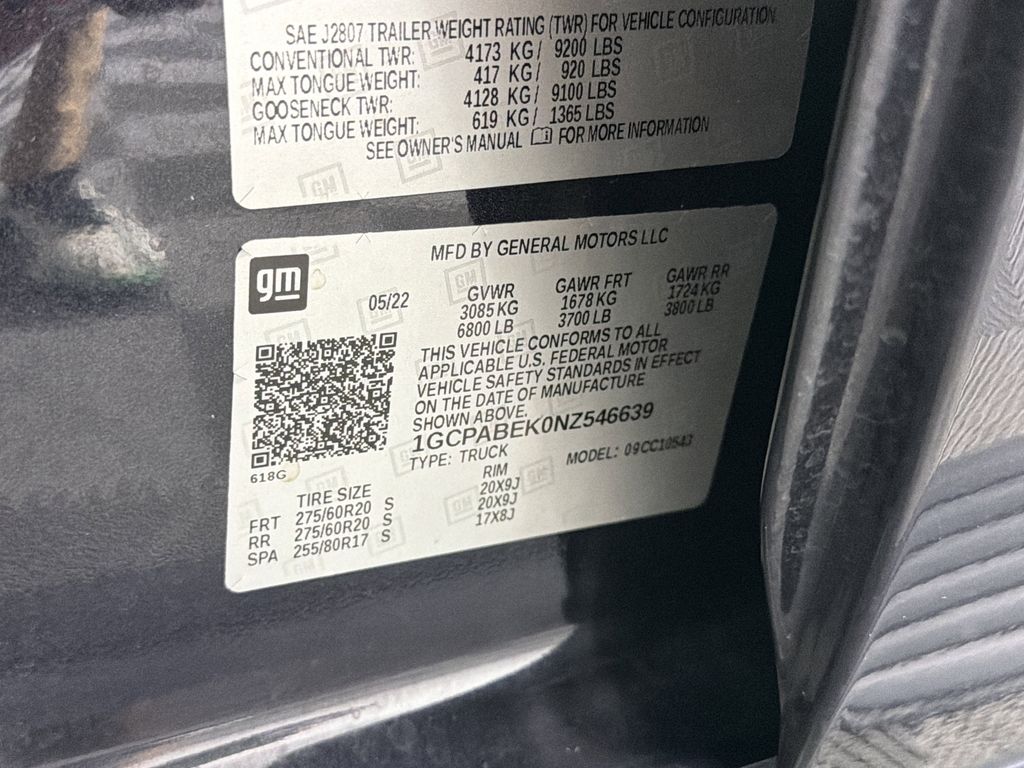 SAE J2807 TRAILER WEIGHT RATING (TWR) FOR VEHICLE CONFIGURATION
CONVENTIONAL TWR: 4173 KG/ 9200 LBS
MAX TONGUE WEIGHT: 417 KG/ 920 LBS
GOOSENECK TWR: 4128 KG/ 9100 LBS
MAX TONGUE WEIGHT: 619 KG/ 1365 LBS
SEE OWNER'S MANUAL FOR MORE INFORMATION
gm
MFD BY GENERAL MOTORS LLC
05/22 GVWR GAWR FRT GAWR RR
3085 KG 1678 KG 1724 KG
6800 LB 3700 LB 3800 LB
THIS VEHICLE CONFORMS TO ALL
APPLICABLE U.S. FEDERAL MOTOR
VEHICLE SAFETY STANDARDS IN EFFECT
ON THE DATE OF MANUFACTURE
SHOWN ABOVE.
1GCPABEK0NZ546639
TYPE: TRUCK MODEL: 09CC10543
618G
TIRE SIZE RIM
FRT 275/60R20 S 20X9J
RR 275/60R20 S 20X9J
SPA 255/80R17 S 17X8J